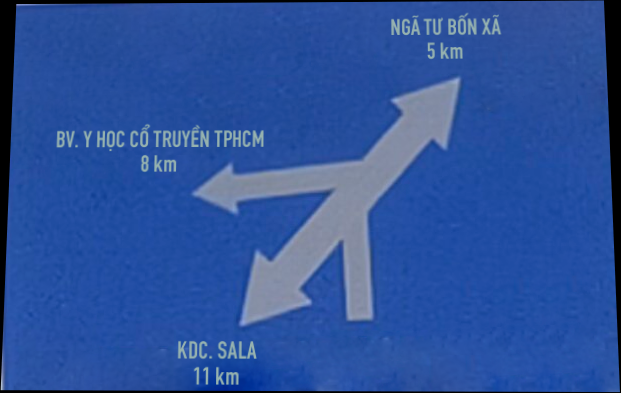 NGÃ TƯ BỐN XÃ
5 km
BV. Y HỌC CỔ TRUYỀN TPHCM
8 km
KDC. SALA
11 km